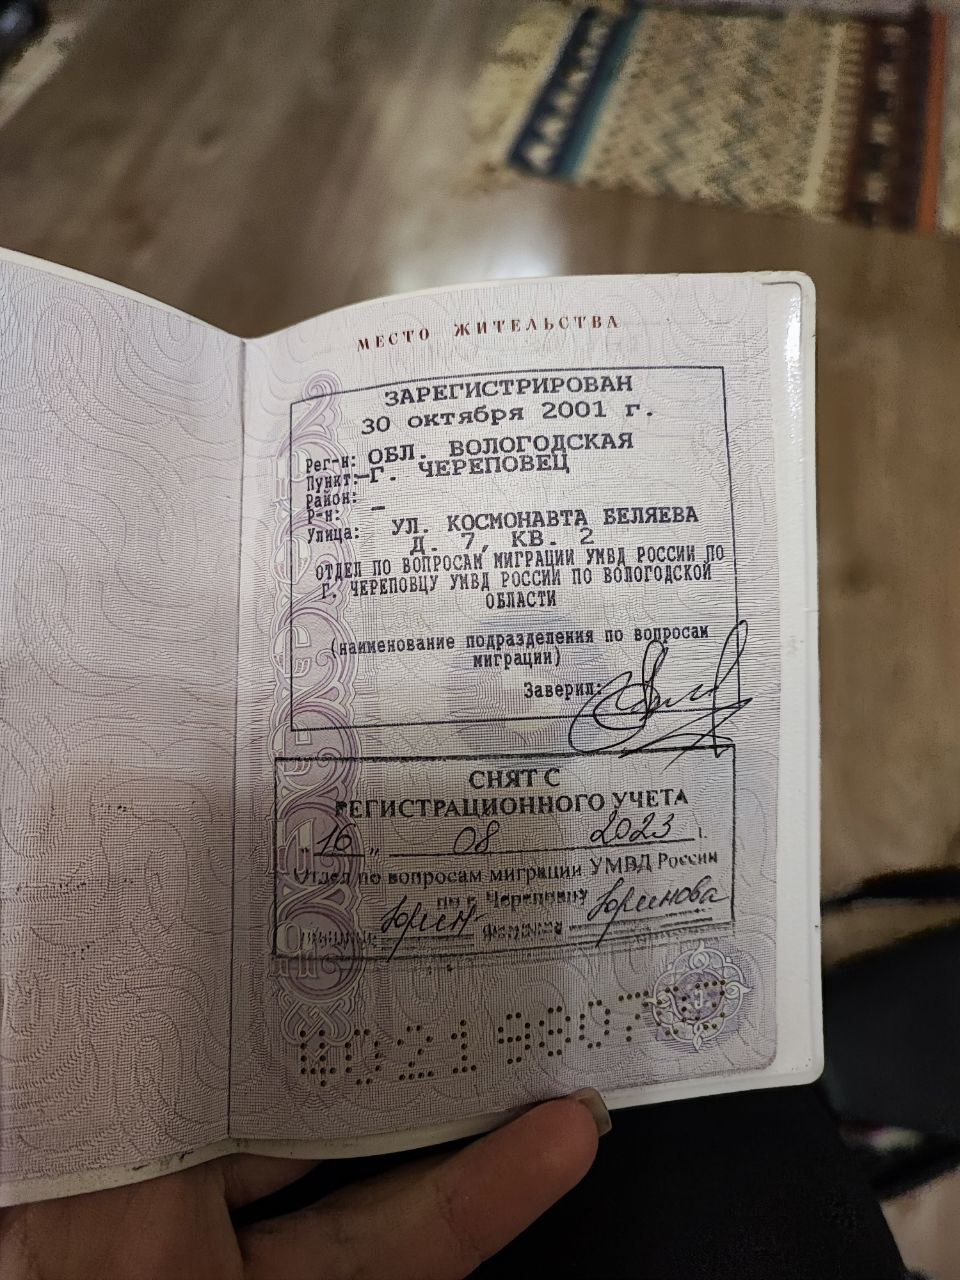 МЕСТО ЖИТЕЛЬСТВА
ЗАРЕГИСТРИРОВАН
30 октября 2001 г.
Рег-н: ОБЛ. ВОЛОГОДСКАЯ
Пункт: Г. ЧЕРЕПОВЕЦ
Район:
Р-н: –
Улица: УЛ. КОСМОНАВТА БЕЛЯЕВА
Д. 7, КВ. 2
ОТДЕЛ ПО ВОПРОСАМ МИГРАЦИИ УМВД РОССИИ ПО
Г. ЧЕРЕПОВЦУ УМВД РОССИИ ПО ВОЛОГОДСКОЙ
ОБЛАСТИ
(наименование подразделения по вопросам
миграции)
Заверил:
СНЯТ С
РЕГИСТРАЦИОННОГО УЧЕТА
"16" 08 2023 г.
Отдел по вопросам миграции УМВД России
по г. Череповцу